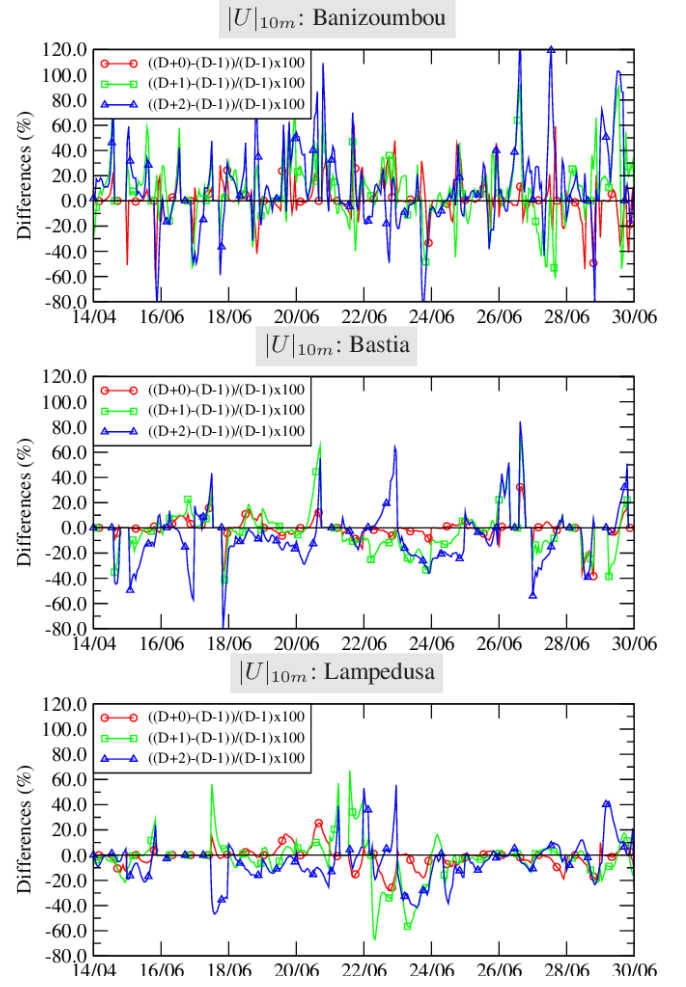 |U|10m: Banizoumbou
120.0
100.0
80.0
60.0
40.0
20.0
0.0
-20.0
-40.0
-60.0
-80.0
Differences (%)
((D+0)-(D-1))/(D-1)x100
((D+1)-(D-1))/(D-1)x100
((D+2)-(D-1))/(D-1)x100
14/04 16/06 18/06 20/06 22/06 24/06 26/06 28/06 30/06
|U|10m: Bastia
120.0
100.0
80.0
60.0
40.0
20.0
0.0
-20.0
-40.0
-60.0
-80.0
Differences (%)
((D+0)-(D-1))/(D-1)x100
((D+1)-(D-1))/(D-1)x100
((D+2)-(D-1))/(D-1)x100
14/04 16/06 18/06 20/06 22/06 24/06 26/06 28/06 30/06
|U|10m: Lampedusa
120.0
100.0
80.0
60.0
40.0
20.0
0.0
-20.0
-40.0
-60.0
-80.0
Differences (%)
((D+0)-(D-1))/(D-1)x100
((D+1)-(D-1))/(D-1)x100
((D+2)-(D-1))/(D-1)x100
14/04 16/06 18/06 20/06 22/06 24/06 26/06 28/06 30/06